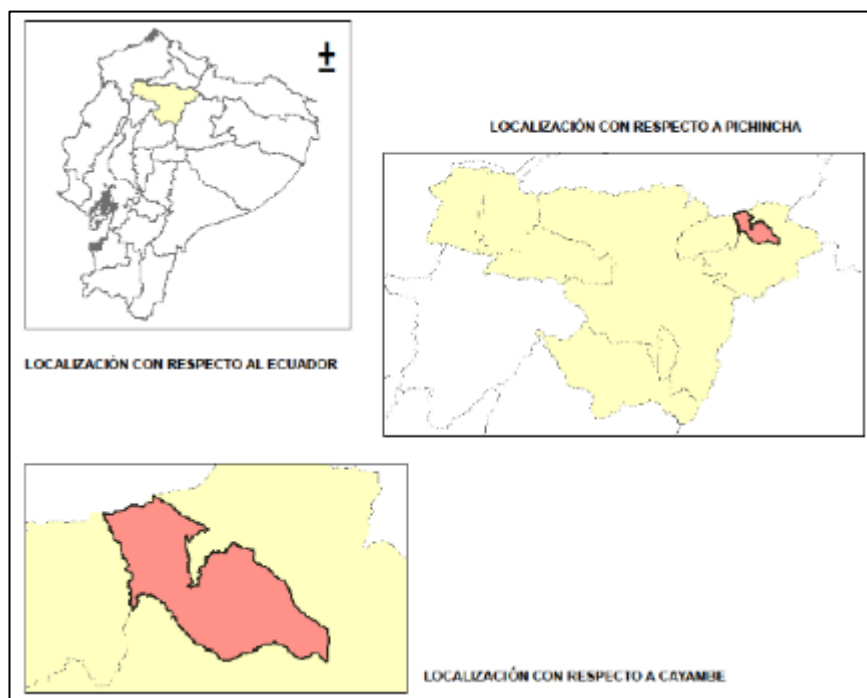 LOCALIZACIÓN CON RESPECTO A PICHINCHA
LOCALIZACIÓN CON RESPECTO AL ECUADOR
LOCALIZACIÓN CON RESPECTO A CAYAMBE